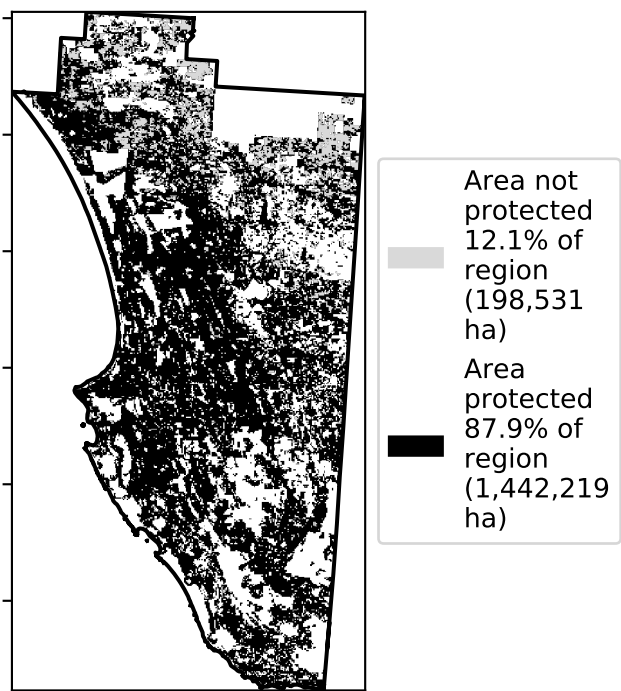 Area not
protected
12.1% of
region
(198,531
ha)
Area
protected
87.9% of
region
(1,442,219
ha)